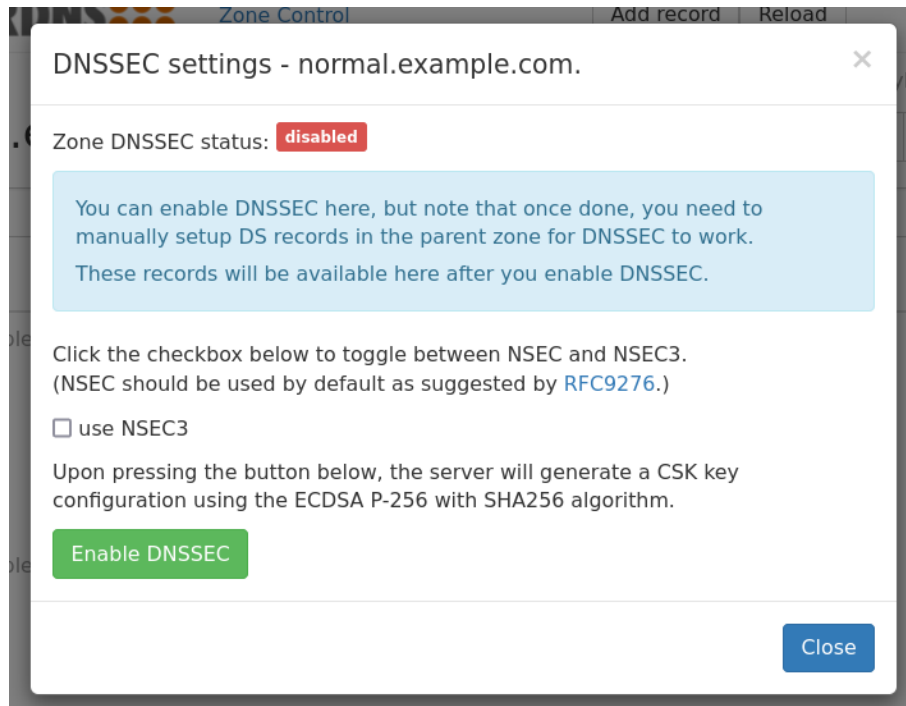 Zone Control
Add record
Reload
DNSSEC settings - normal.example.com.
×
Zone DNSSEC status: disabled
You can enable DNSSEC here, but note that once done, you need to
manually setup DS records in the parent zone for DNSSEC to work.
These records will be available here after you enable DNSSEC.
Click the checkbox below to toggle between NSEC and NSEC3.
(NSEC should be used by default as suggested by RFC9276.)
use NSEC3
Upon pressing the button below, the server will generate a CSK key
configuration using the ECDSA P-256 with SHA256 algorithm.
Enable DNSSEC
Close